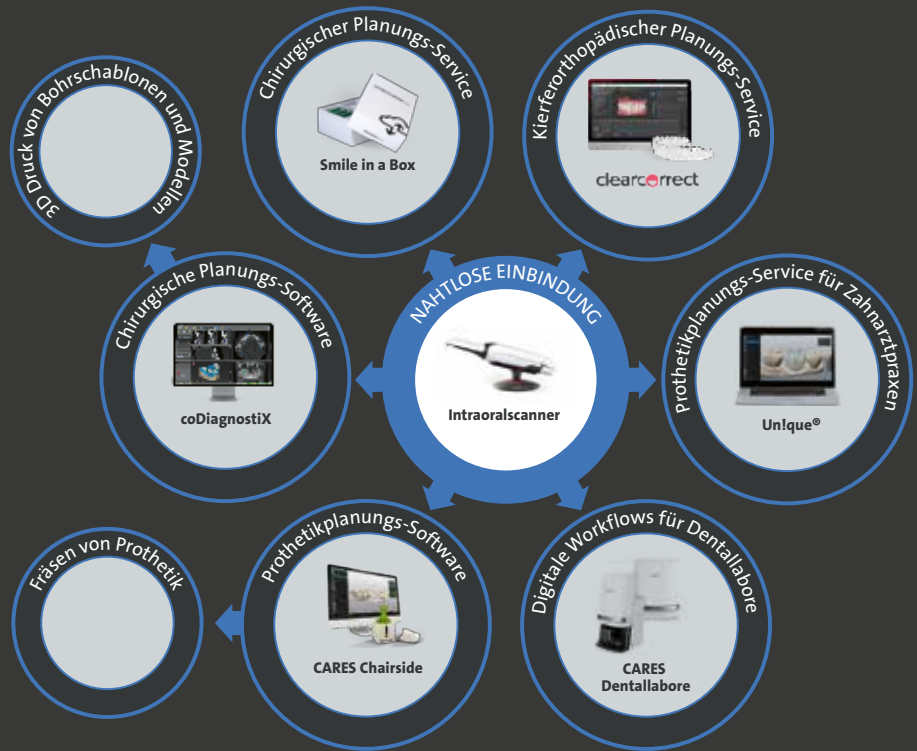 3D Druck von Bohrschablonen und Modellen
Chirurgischer Planungs-Service
Smile in a Box
Kierferorthopädischer Planungs-Service
clearcorrect
Chirurgische Planungs-Software
coDiagnostiX
NAHTLOSE EINBINDUNG
Intraoralscanner
Prothetikplanungs-Service für Zahnarztpraxen
Un!que®
Fräsen von Prothetik
Prothetikplanungs-Software
CARES Chairside
Digitale Workflows für Dentallabore
CARES
Dentallabore